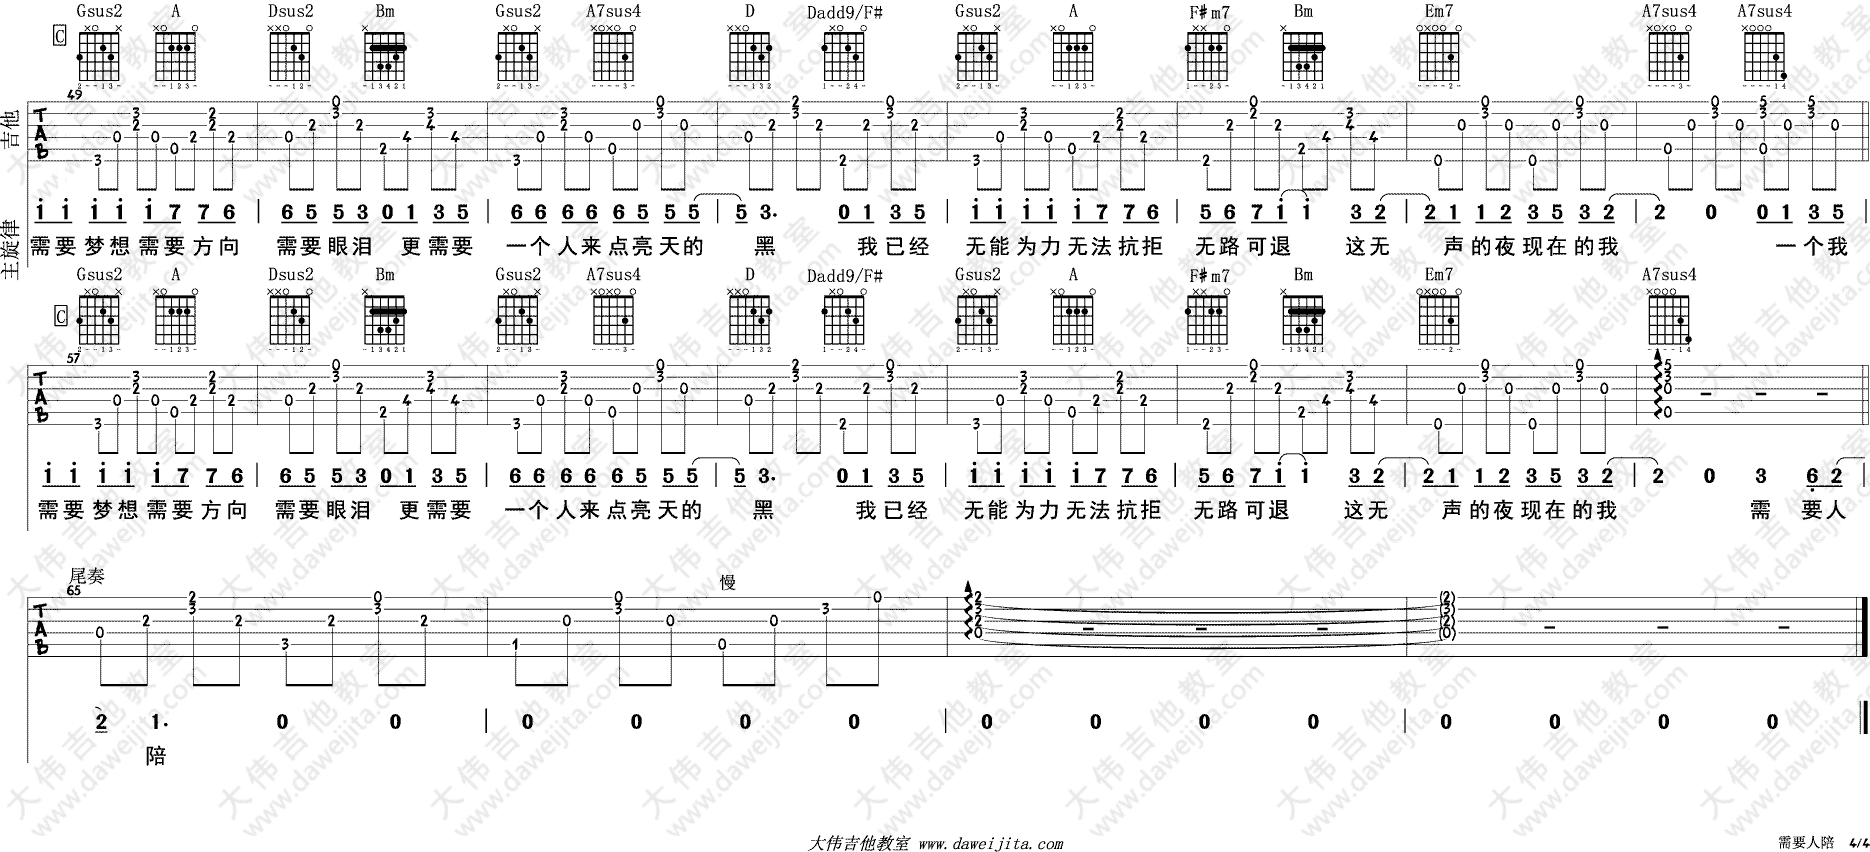 Gsus2 A Dsus2 Bm Gsus2 A7sus4 D Dadd9/F# Gsus2 A F#m7 Bm Em7 A7sus4 A7sus4
C
49
吉他
主旋律
i i i i i 7 7 6 | 6 5 5 3 0 1 3 5 | 6 6 6 6 6 5 5 5 | 5 3. 0 1 3 5 | i i i i i 7 7 6 | 5 6 7 i i 3 2 | 2 1 1 2 3 5 3 2 | 2 0 0 1 3 5 |
需要梦想需要方向 需要眼泪 更需要 一个人来点亮天的 黑 我已经 无能为力无法抗拒 无路可退 这无 声的夜现在的我 一个我
Gsus2 A Dsus2 Bm Gsus2 A7sus4 D Dadd9/F# Gsus2 A F#m7 Bm Em7 A7sus4
C
57
i i i i i 7 7 6 | 6 5 5 3 0 1 3 5 | 6 6 6 6 6 5 5 5 | 5 3. 0 1 3 5 | i i i i i 7 7 6 | 5 6 7 i i 3 2 | 2 1 1 2 3 5 3 2 | 2 0 3 6 2 |
需要梦想需要方向 需要眼泪 更需要 一个人来点亮天的 黑 我已经 无能为力无法抗拒 无路可退 这无 声的夜现在的我 需 要人
尾奏
65
慢
2 1. 0 0 | 0 0 0 0 | 0 0 0 0 | 0 0 0 0
陪
大伟吉他教室 www.daweijita.com
需要人陪 4/4